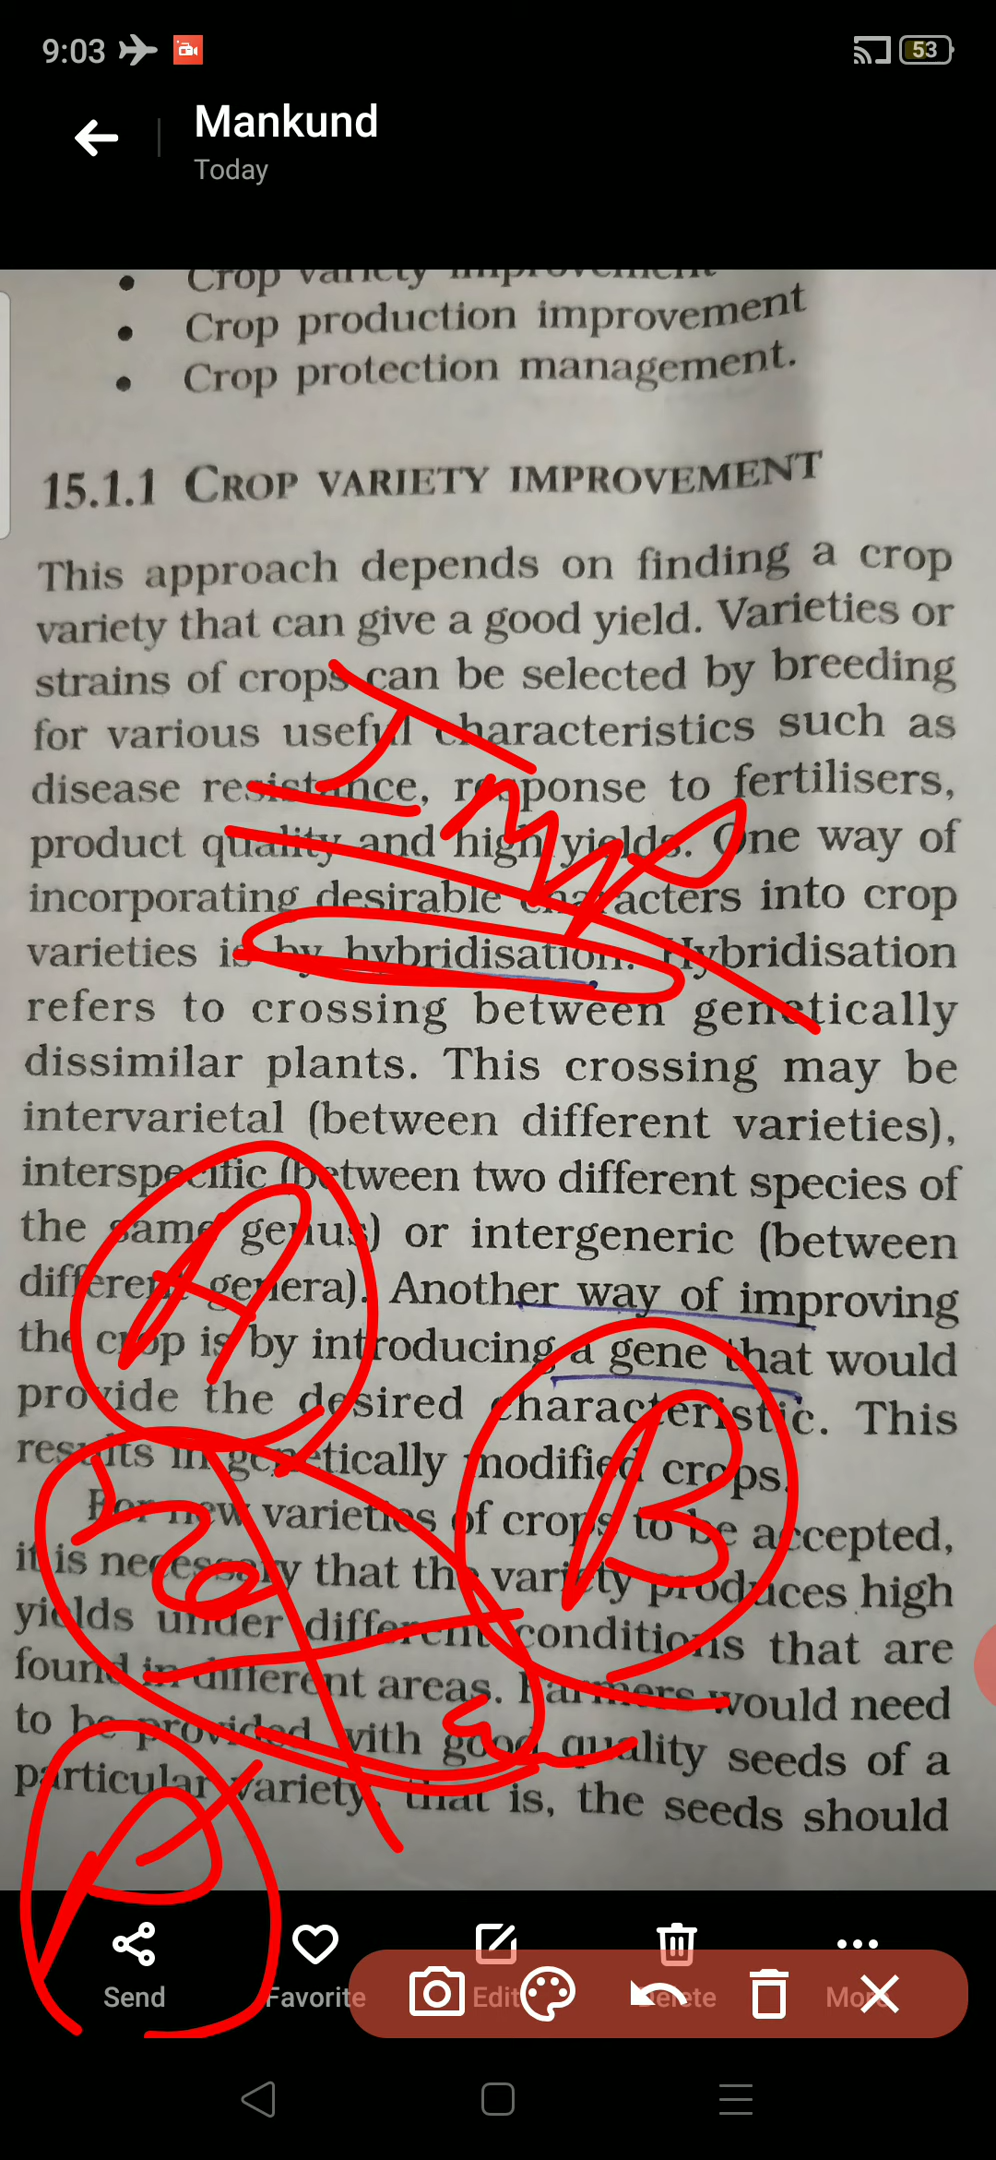 9:03
53
Mankund
Today
Crop variety improvement
Crop production improvement
Crop protection management.
15.1.1 CROP VARIETY IMPROVEMENT
This approach depends on finding a crop
variety that can give a good yield. Varieties or
strains of crops can be selected by breeding
for various useful characteristics such as
disease resistance, response to fertilisers,
product quality and high yields. One way of
incorporating desirable characters into crop
varieties is by hybridisation. Hybridisation
refers to crossing between genetically
dissimilar plants. This crossing may be
intervarietal (between different varieties),
interspecific (between two different species of
the same genus) or intergeneric (between
different genera). Another way of improving
the crop is by introducing a gene that would
provide the desired characteristic. This
results in genetically modified crops.
For new varieties of crops to be accepted,
it is necessary that the variety produces high
yields under different conditions that are
found in different areas. Farmers would need
to be provided with good quality seeds of a
particular variety, that is, the seeds should
A
B
Send
Favorite
Edit
Delete
More